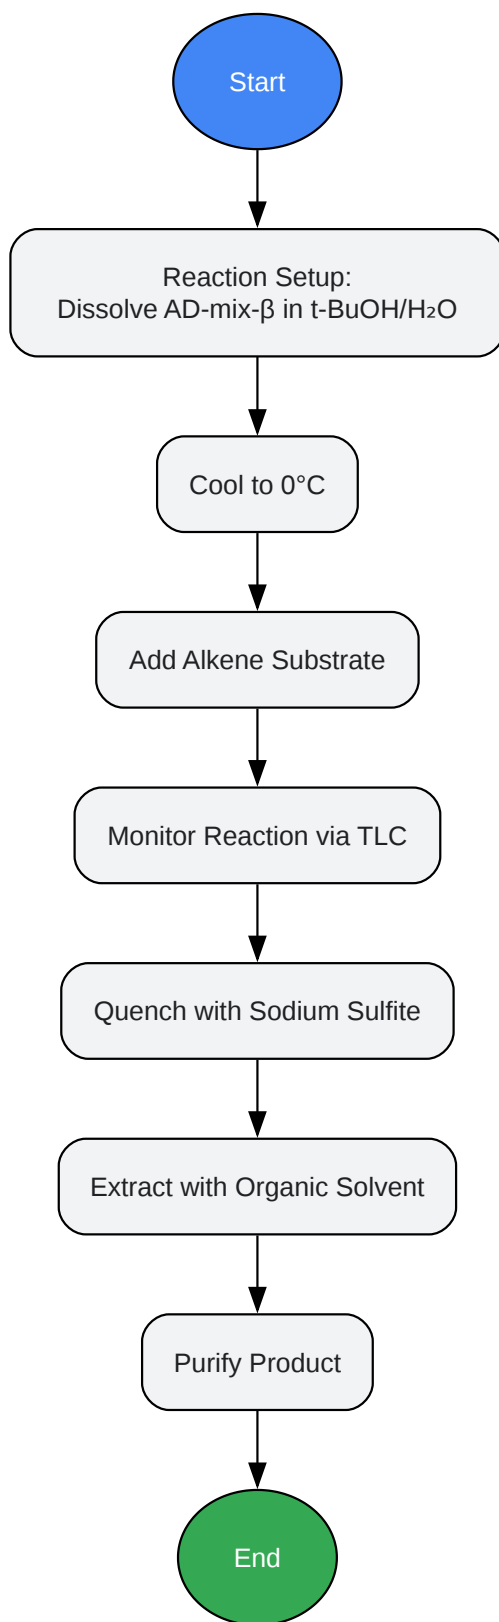 Start
Reaction Setup:
Dissolve AD-mix-β in t-BuOH/H₂O
Cool to 0°C
Add Alkene Substrate
Monitor Reaction via TLC
Quench with Sodium Sulfite
Extract with Organic Solvent
Purify Product
End